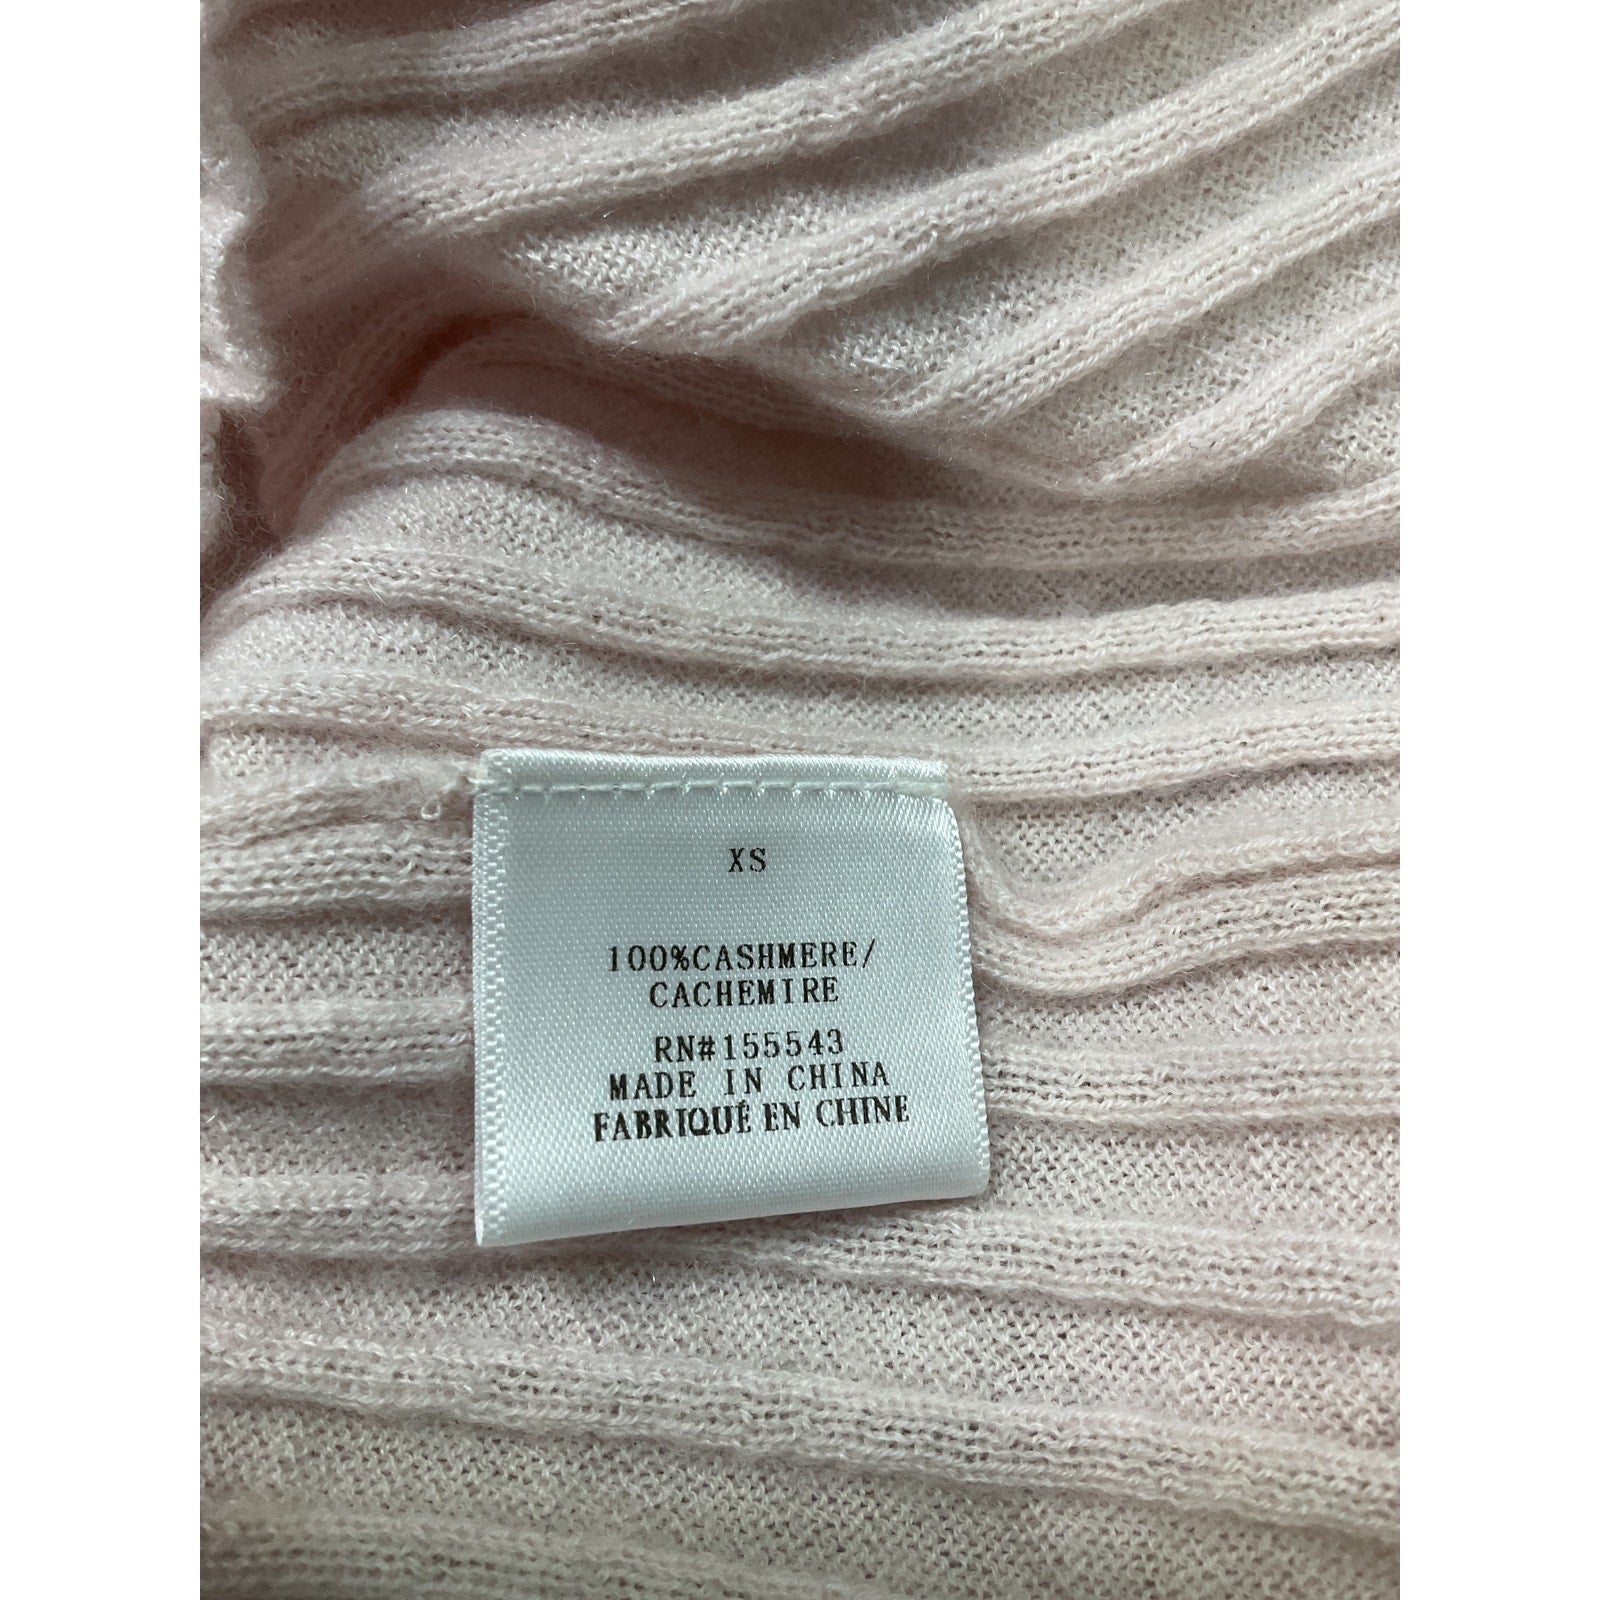 XS
100%CASHMERE/
CACHEMIRE
RN#155543
MADE IN CHINA
FABRIQUÉ EN CHINE